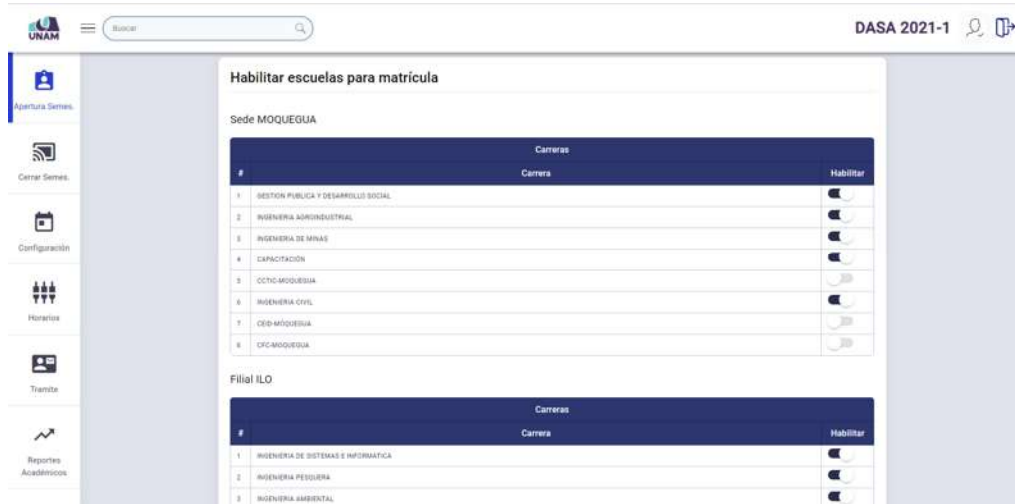 UNAM
Buscar
DASA 2021-1
Apertura Semes.
Cerrar Semes.
Configuración
Horarios
Tramite
Reportes
Académicos
Habilitar escuelas para matrícula
Sede MOQUEGUA
Carreras
# Carrera Habilitar
1 GESTION PUBLICA Y DESARROLLO SOCIAL
2 INGENIERIA AGROINDUSTRIAL
3 INGENIERIA DE MINAS
4 CAPACITACIÓN
5 CCTIC-MOQUEGUA
6 INGENIERIA CIVIL
7 CEID-MOQUEGUA
8 CFC-MOQUEGUA
Filial ILO
Carreras
# Carrera Habilitar
1 INGENIERIA DE SISTEMAS E INFORMATICA
2 INGENIERIA PESQUERA
3 INGENIERIA AMBIENTAL